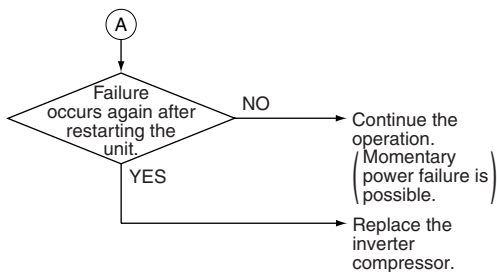 A
Failure
occurs again after
restarting the
unit.
NO
Continue the
operation.
(Momentary
power failure is
possible.)
YES
Replace the
inverter
compressor.